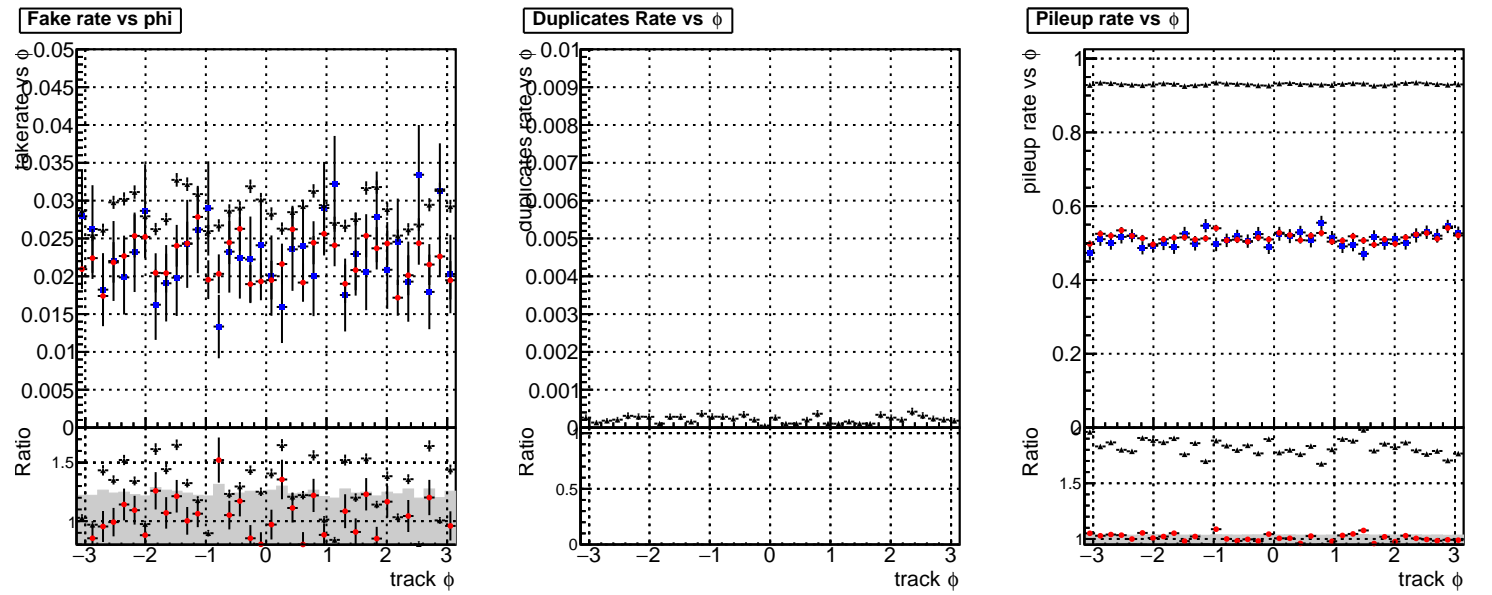 Fake rate vs phi
fakerate vs ϕ
0.05
0.045
0.04
0.035
0.03
0.025
0.02
0.015
0.01
0.005
0
Ratio
1.5
1
−3 −2 −1 0 1 2 3
track ϕ
Duplicates Rate vs ϕ
duplicates rate vs ϕ
0.01
0.009
0.008
0.007
0.006
0.005
0.004
0.003
0.002
0.001
0
Ratio
0.5
0
−3 −2 −1 0 1 2 3
track ϕ
Pileup rate vs ϕ
pileup rate vs ϕ
1
0.8
0.6
0.4
0.2
0
Ratio
1.5
1
−3 −2 −1 0 1 2 3
track ϕ